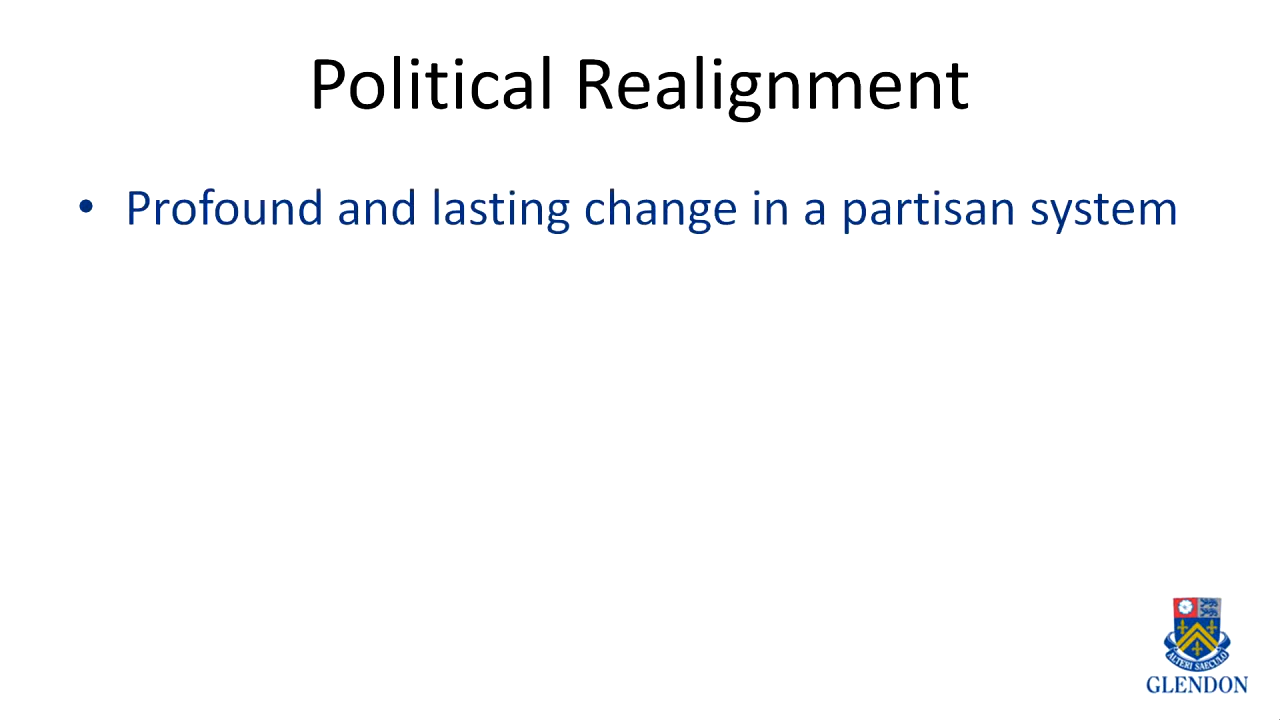 Political Realignment
• Profound and lasting change in a partisan system
ALTERI SAECULO
GLENDON